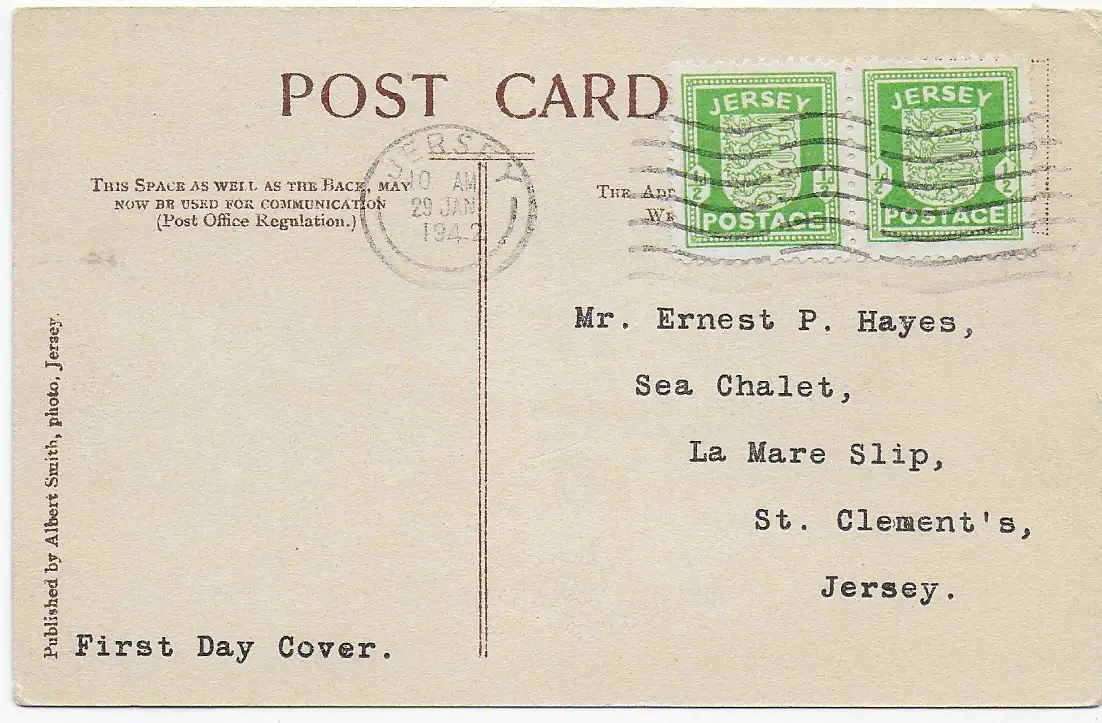 POST CARD
THIS SPACE AS WELL AS THE BACK, MAY
NOW BE USED FOR COMMUNICATION
(Post Office Regulation.)
JERSEY
10 AM
29 JAN
1942
THE
JERSEY
1/2 1/2
POSTAGE
JERSEY
1/2 1/2
POSTAGE
Mr. Ernest P. Hayes,
Sea Chalet,
La Mare Slip,
St. Clement's,
Jersey.
Published by Albert Smith, photo, Jersey.
First Day Cover.